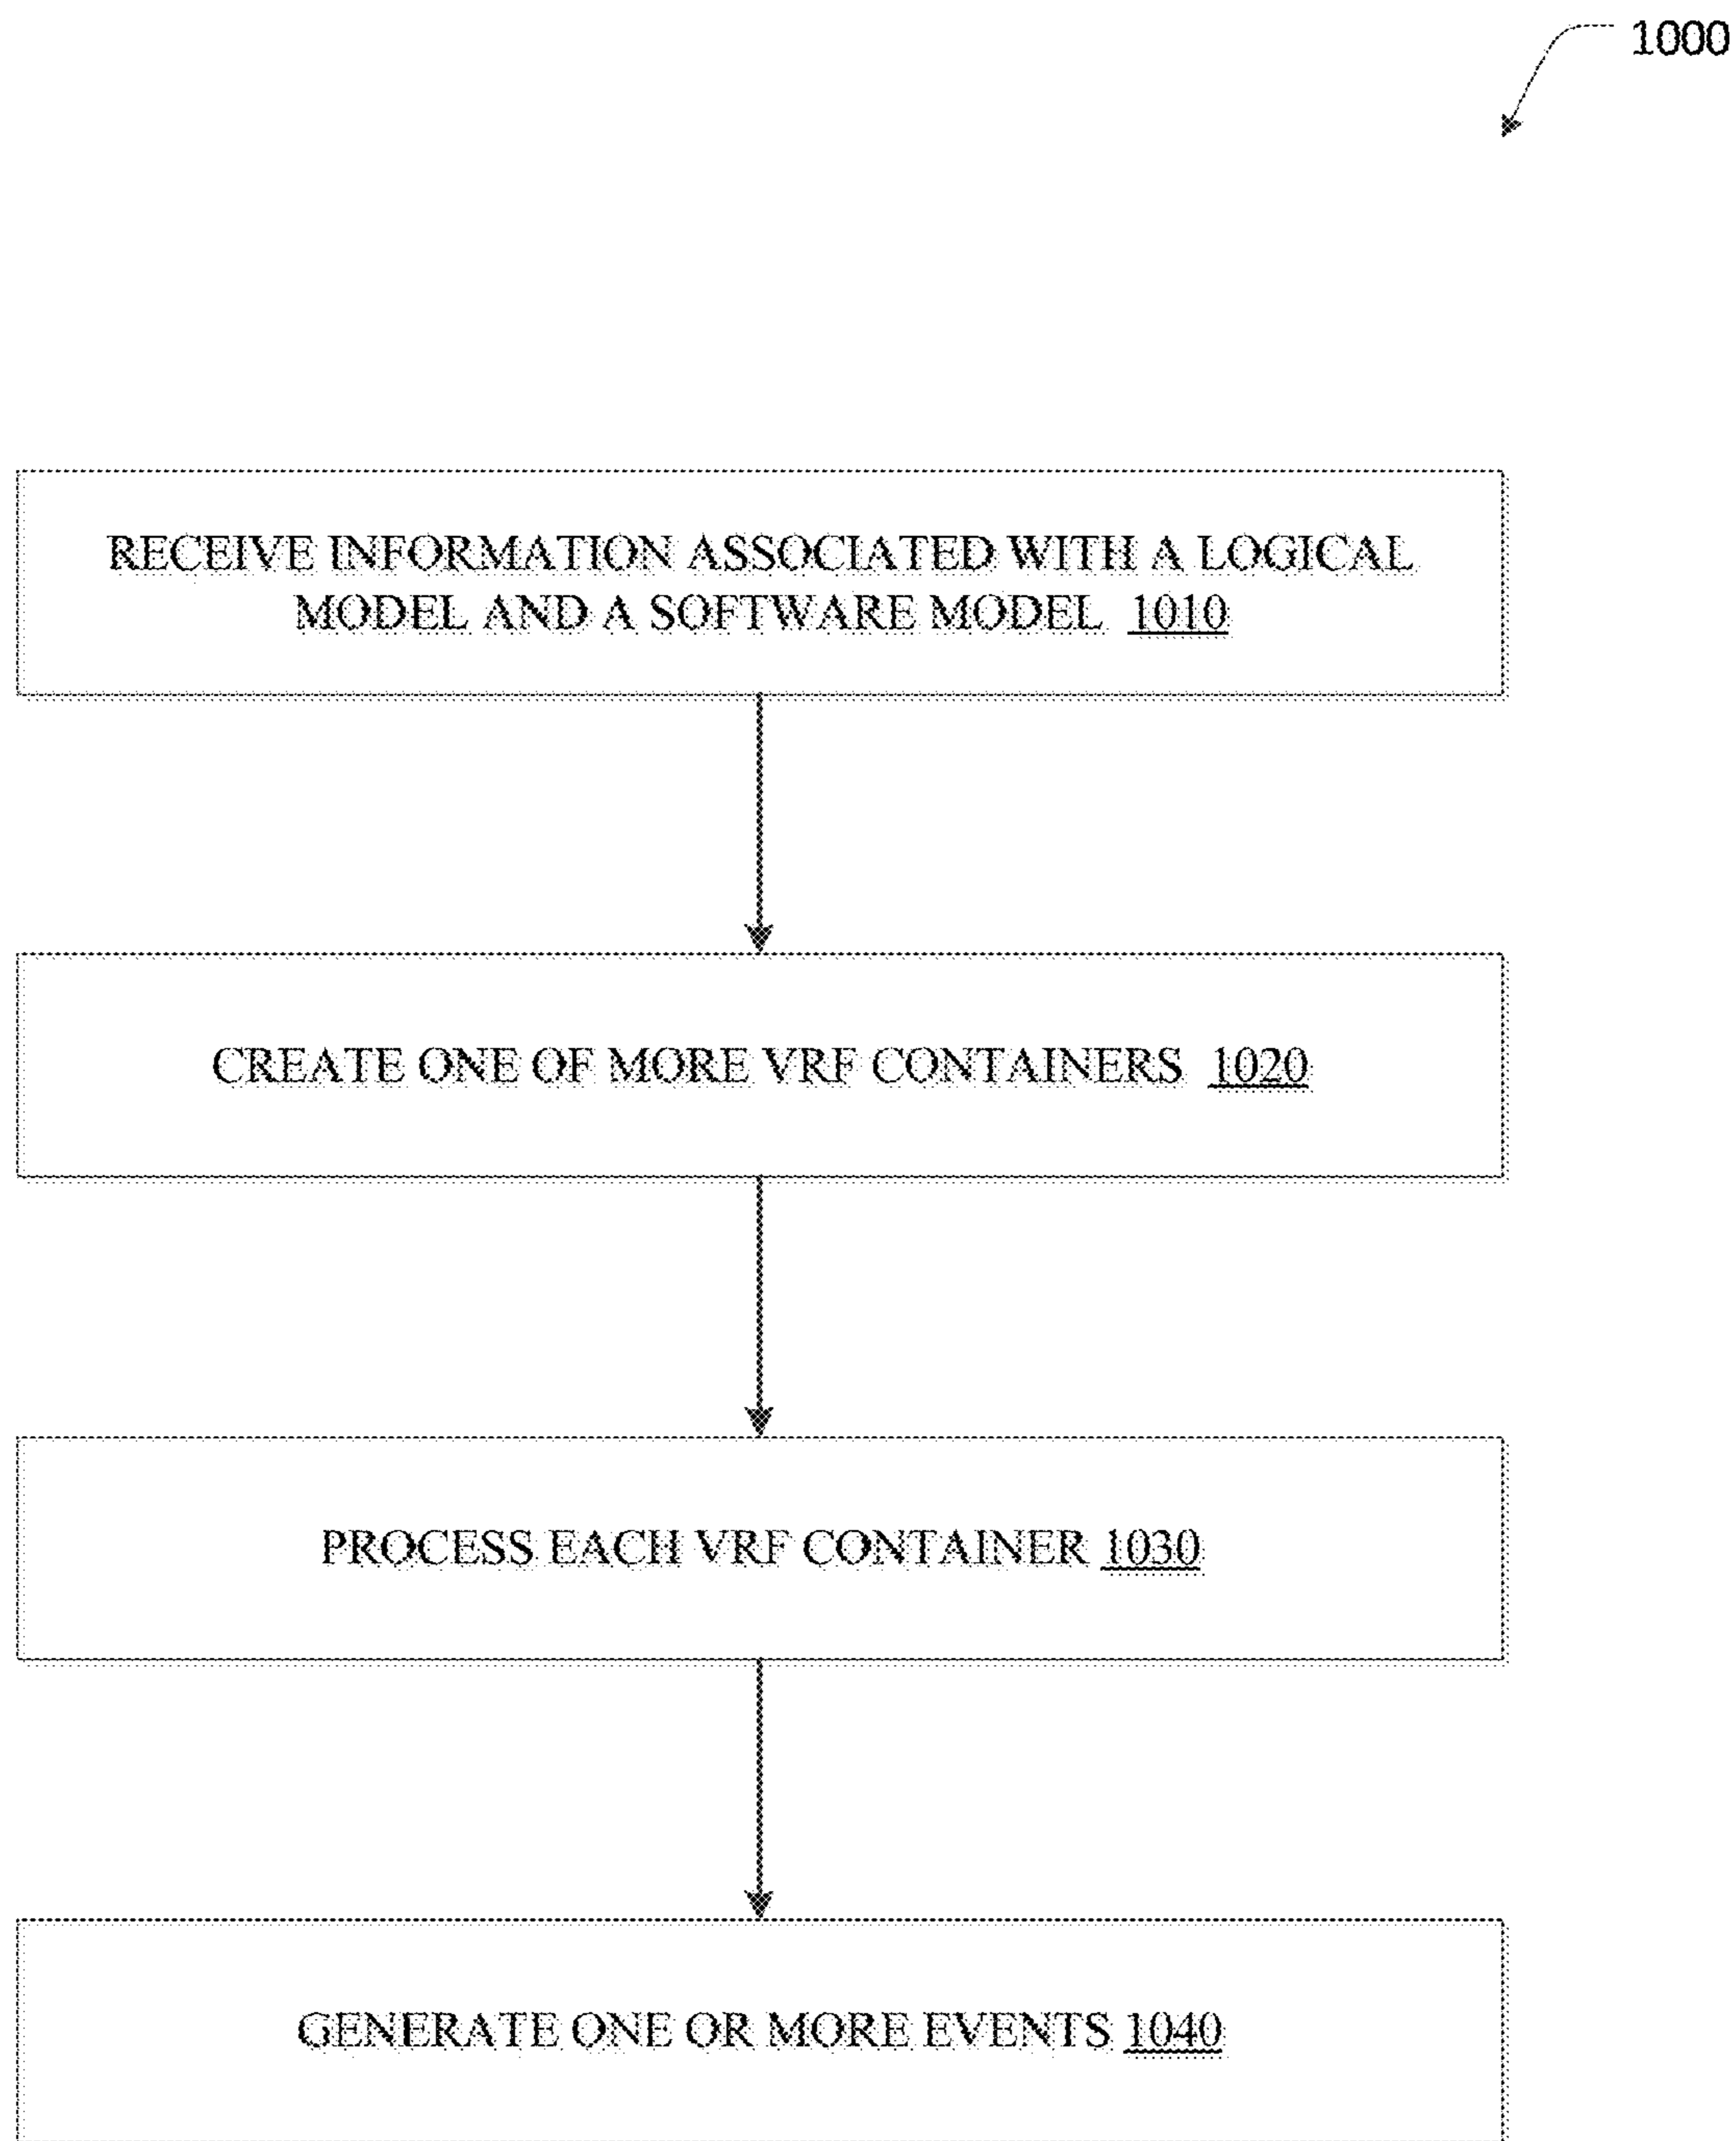 1000
RECEIVE INFORMATION ASSOCIATED WITH A LOGICAL
MODEL AND A SOFTWARE MODEL 1010
CREATE ONE OF MORE VRF CONTAINERS 1020
PROCESS EACH VRF CONTAINER 1030
GENERATE ONE OR MORE EVENTS 1040